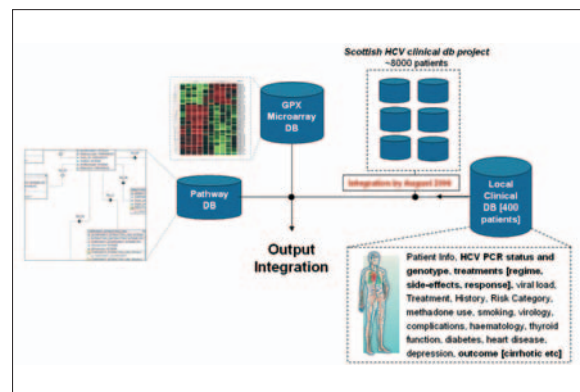 Scottish HCV clinical db project
~8000 patients
GPX
Microarray
DB
Integration by August
Pathway
DB
Local
Clinical
DB [400
patients]
Output
Integration
Patient Info, HCV PCR status and
genotype, treatments [regime,
side-effects, response], viral load,
Treatment, History, Risk Category,
methadone use, smoking, virology,
complications, haematology, thyroid
function, diabetes, heart disease,
depression, outcome [cirrhotic etc]